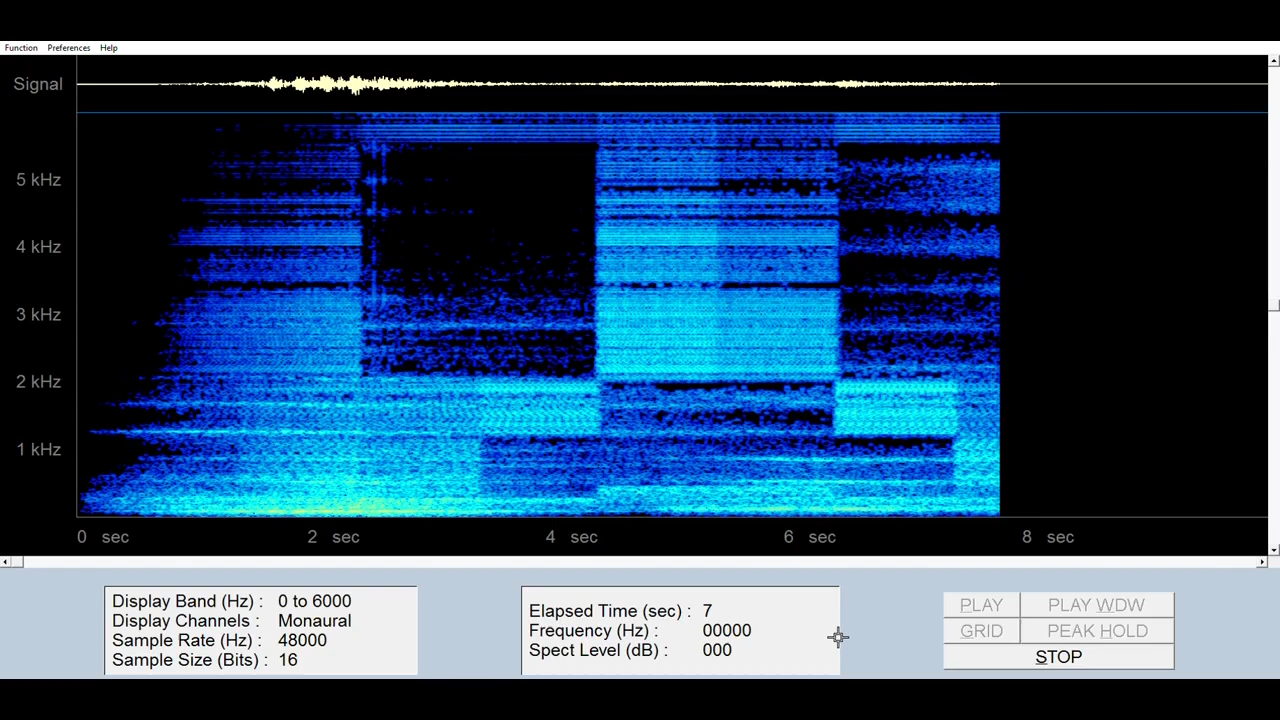 Function Preferences Help
Signal
5 kHz
4 kHz
3 kHz
2 kHz
1 kHz
0 sec 2 sec 4 sec 6 sec 8 sec
Display Band (Hz) : 0 to 6000
Display Channels : Monaural
Sample Rate (Hz) : 48000
Sample Size (Bits) : 16
Elapsed Time (sec) : 7
Frequency (Hz) : 00000
Spect Level (dB) : 000
PLAY PLAY WDW
GRID PEAK HOLD
STOP